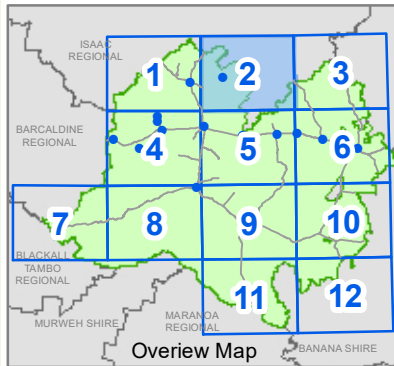 ISAAC
REGIONAL
1
2
3
BARCALDINE
REGIONAL
4
5
6
7
8
9
10
BLACKALL
TAMBO
REGIONAL
11
12
MURWEH SHIRE
MARANOA
REGIONAL
BANANA SHIRE
Overiew Map